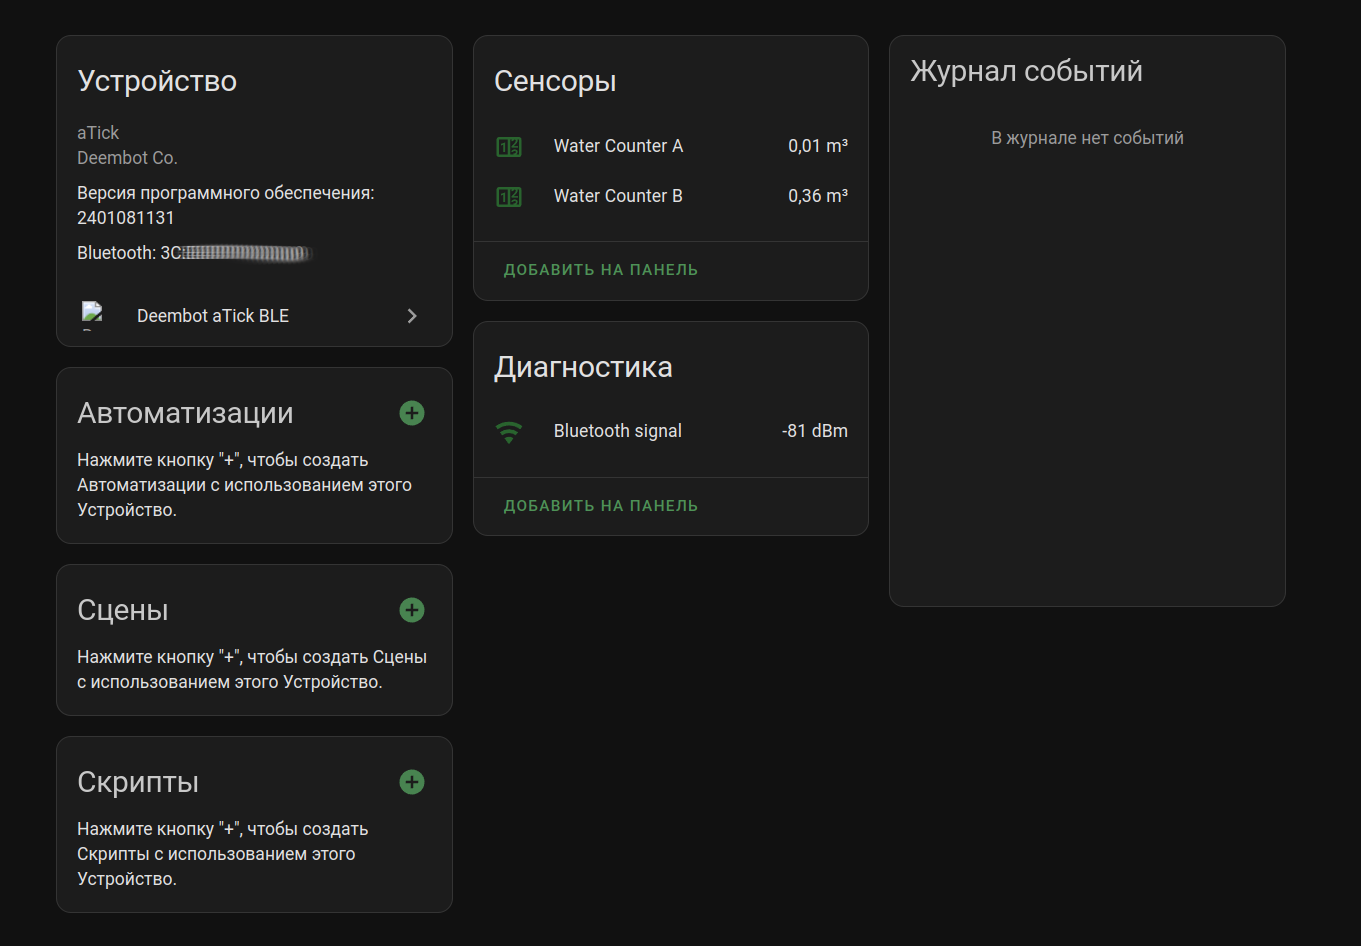 Устройство
aTick
Deembot Co.
Версия программного обеспечения:
2401081131
Bluetooth: 3C
Deembot aTick BLE
Автоматизации
Нажмите кнопку "+", чтобы создать
Автоматизации с использованием этого
Устройство.
Сцены
Нажмите кнопку "+", чтобы создать Сцены
с использованием этого Устройство.
Скрипты
Нажмите кнопку "+", чтобы создать
Скрипты с использованием этого
Устройство.
Сенсоры
Water Counter A 0,01 m³
Water Counter B 0,36 m³
ДОБАВИТЬ НА ПАНЕЛЬ
Диагностика
Bluetooth signal -81 dBm
ДОБАВИТЬ НА ПАНЕЛЬ
Журнал событий
В журнале нет событий